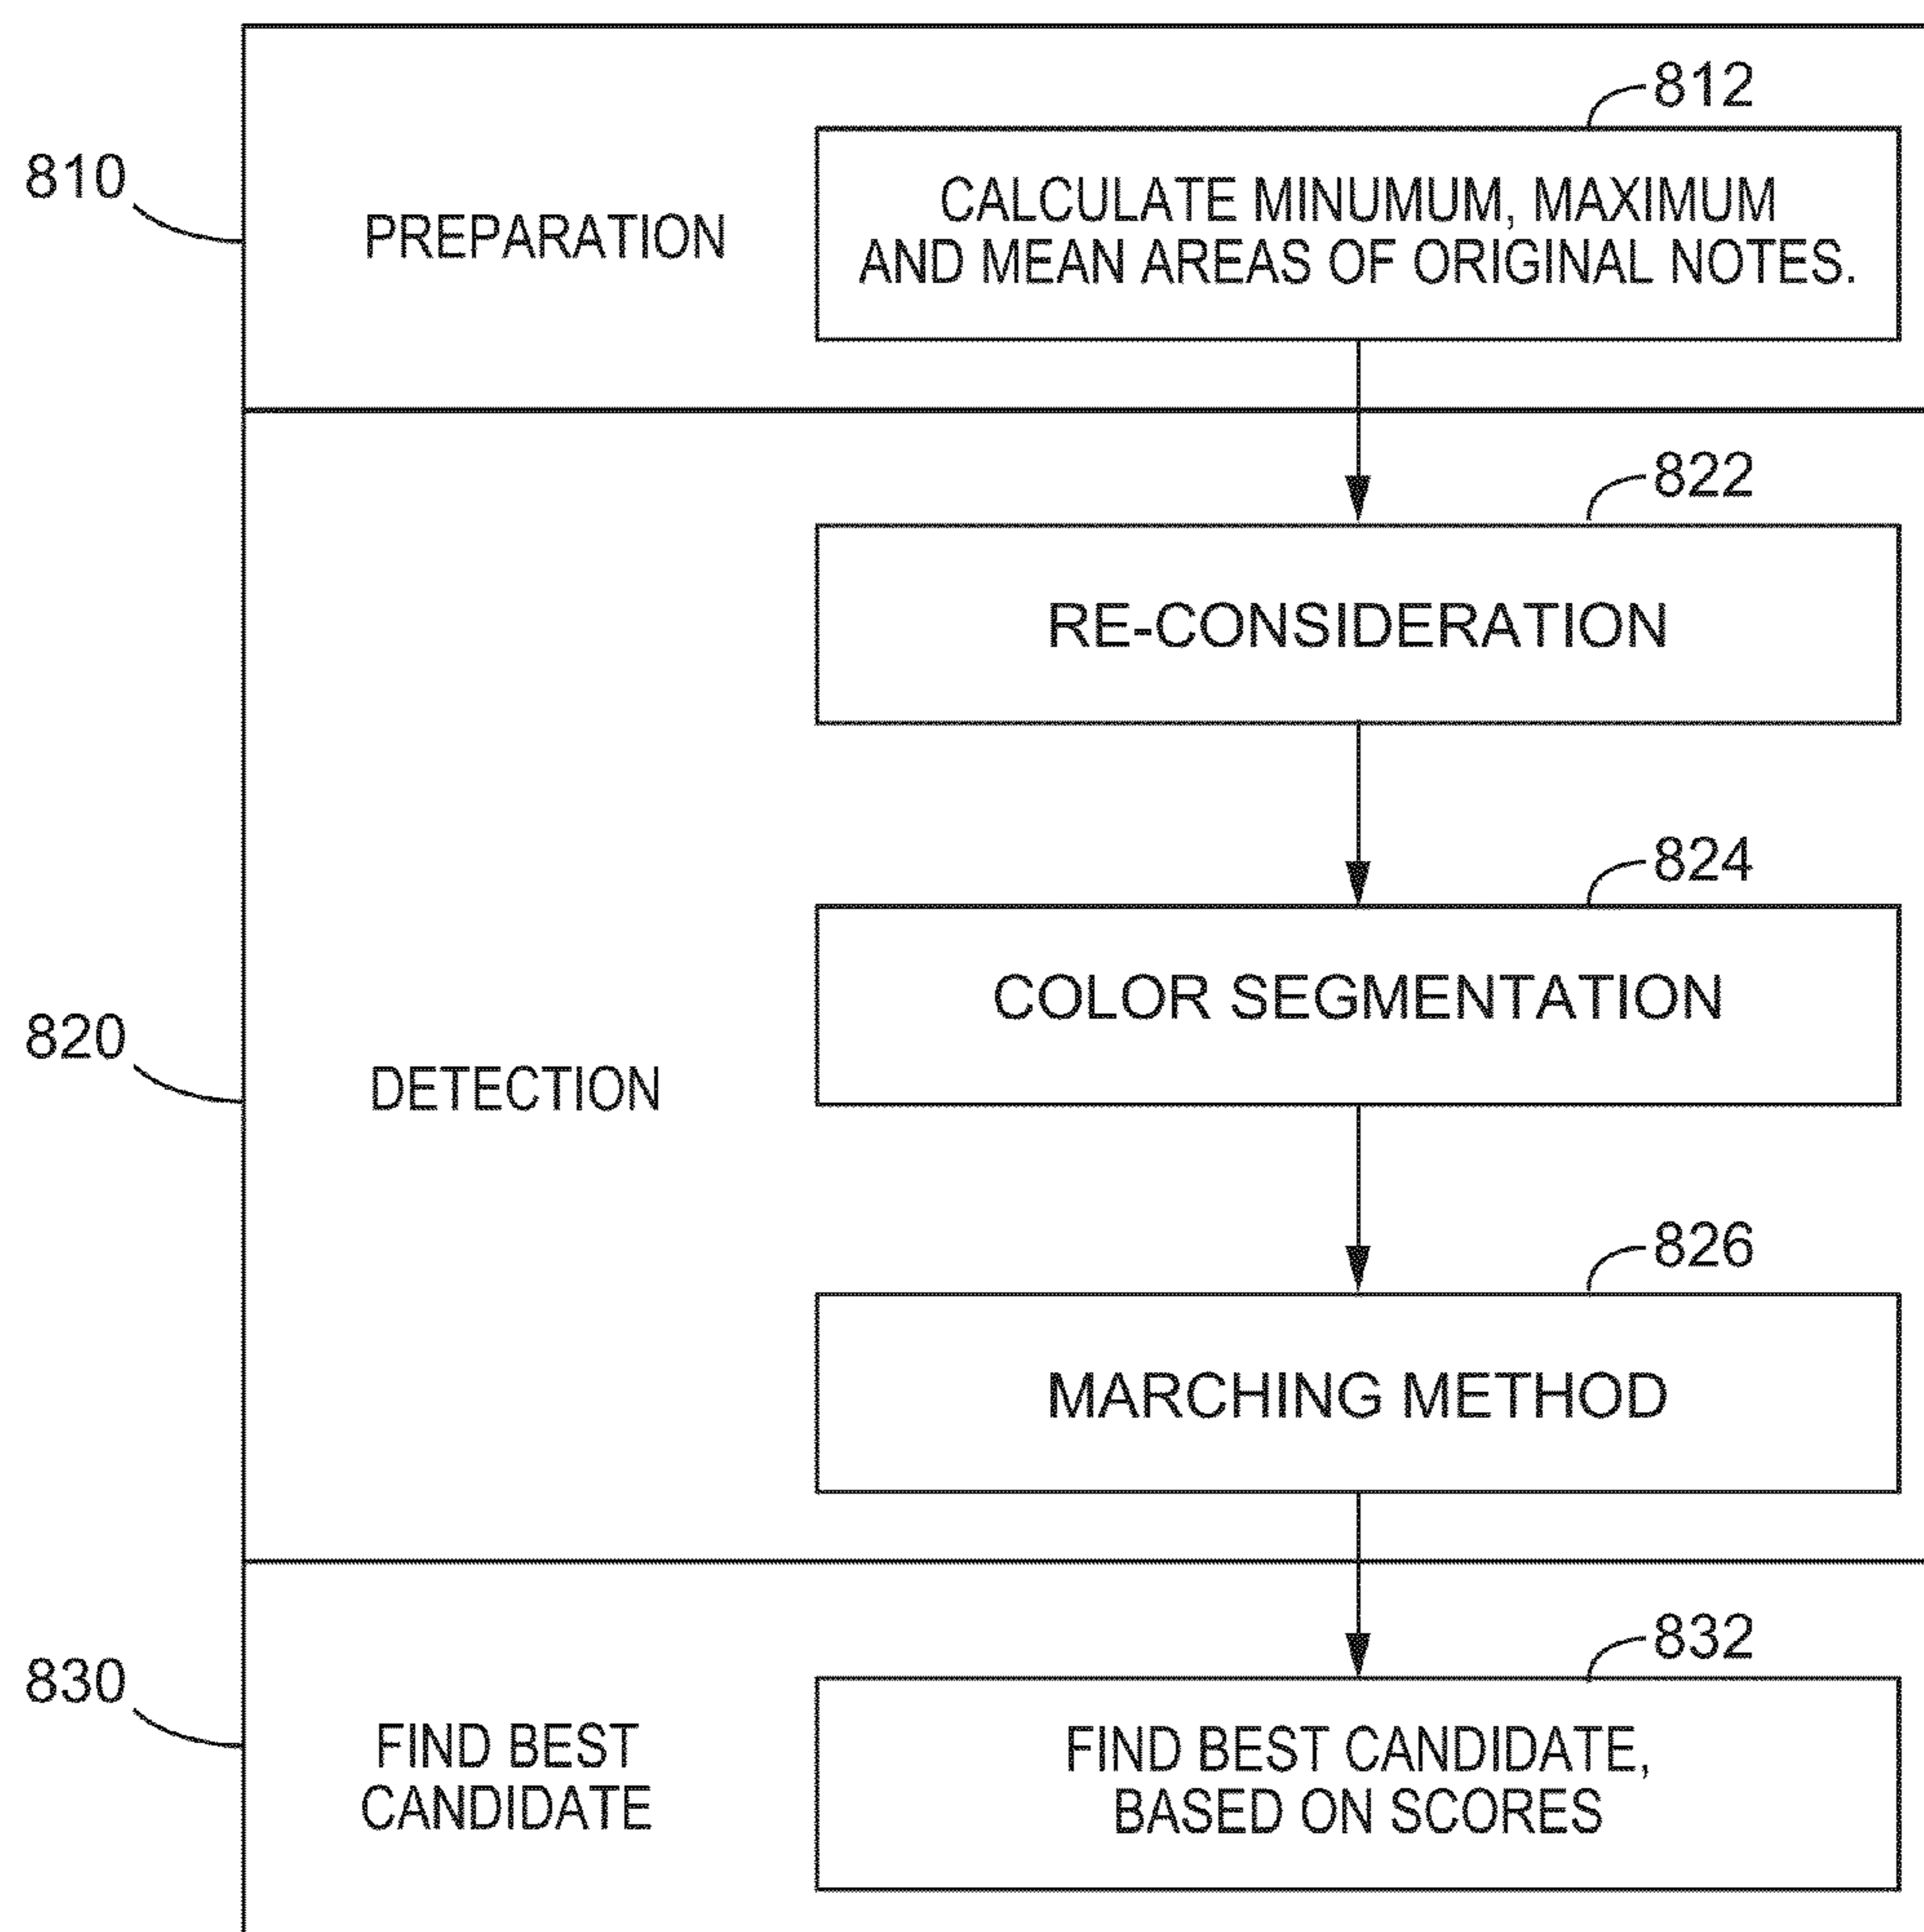 812
810
PREPARATION
CALCULATE MINUMUM, MAXIMUM
AND MEAN AREAS OF ORIGINAL NOTES.
822
RE-CONSIDERATION
824
COLOR SEGMENTATION
820
DETECTION
826
MARCHING METHOD
832
830
FIND BEST
CANDIDATE
FIND BEST CANDIDATE,
BASED ON SCORES